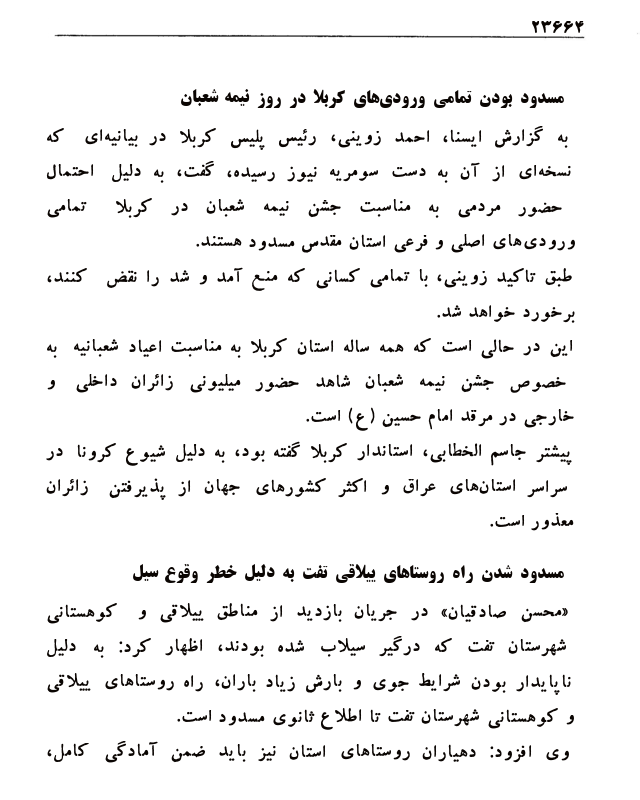 ۲۳۶۶۴
مسدود بودن تمامی ورودی‌های کربلا در روز نیمه شعبان
به گزارش ایسنا، احمد زوینی، رئیس پلیس کربلا در بیانیه‌ای که
نسخه‌ای از آن به دست سومریه نیوز رسیده، گفت، به دلیل احتمال
حضور مردمی به مناسبت جشن نیمه شعبان در کربلا تمامی
ورودی‌های اصلی و فرعی استان مقدس مسدود هستند.
طبق تاکید زوینی، با تمامی کسانی که منع آمد و شد را نقض کنند،
برخورد خواهد شد.
این در حالی است که همه ساله استان کربلا به مناسبت اعیاد شعبانیه به
خصوص جشن نیمه شعبان شاهد حضور میلیونی زائران داخلی و
خارجی در مرقد امام حسین (ع) است.
پیشتر جاسم الخطابی، استاندار کربلا گفته بود، به دلیل شیوع کرونا در
سراسر استان‌های عراق و اکثر کشورهای جهان از پذیرفتن زائران
معذور است.
مسدود شدن راه روستاهای ییلاقی تفت به دلیل خطر وقوع سیل
«محسن صادقیان» در جریان بازدید از مناطق ییلاقی و کوهستانی
شهرستان تفت که درگیر سیلاب شده بودند، اظهار کرد: به دلیل
ناپایدار بودن شرایط جوی و بارش زیاد باران، راه روستاهای ییلاقی
و کوهستانی شهرستان تفت تا اطلاع ثانوی مسدود است.
وی افزود: دهیاران روستاهای استان نیز باید ضمن آمادگی کامل،